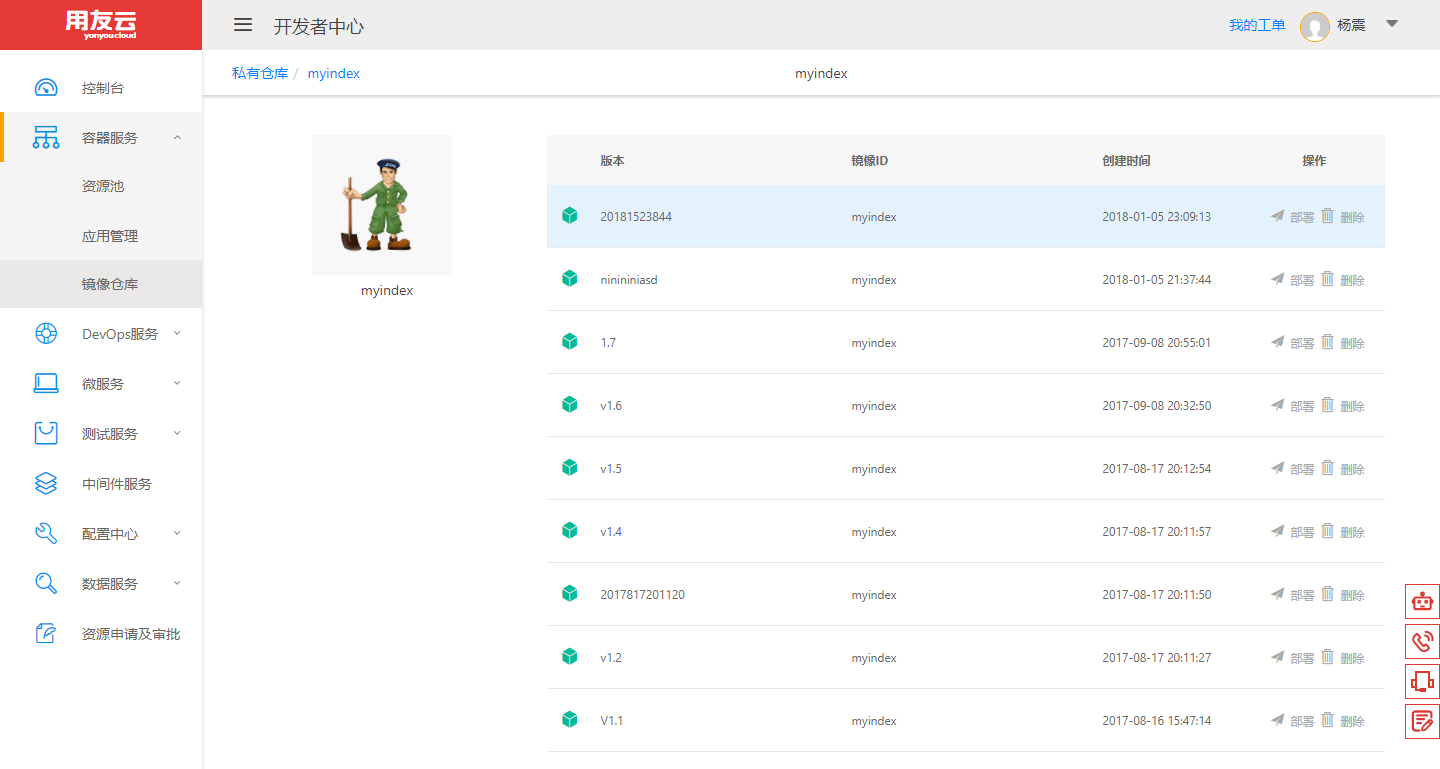 用友云
yonyoucloud
开发者中心
我的工单 杨震
私有仓库 / myindex
myindex
控制台
容器服务
资源池
应用管理
镜像仓库
DevOps服务
微服务
测试服务
中间件服务
配置中心
数据服务
资源申请及审批
myindex
版本 镜像ID 创建时间 操作
20181523844 myindex 2018-01-05 23:09:13 部署 删除
ninininiasd myindex 2018-01-05 21:37:44 部署 删除
1.7 myindex 2017-09-08 20:55:01 部署 删除
v1.6 myindex 2017-09-08 20:32:50 部署 删除
v1.5 myindex 2017-08-17 20:12:54 部署 删除
v1.4 myindex 2017-08-17 20:11:57 部署 删除
2017817201120 myindex 2017-08-17 20:11:50 部署 删除
v1.2 myindex 2017-08-17 20:11:27 部署 删除
V1.1 myindex 2017-08-16 15:47:14 部署 删除